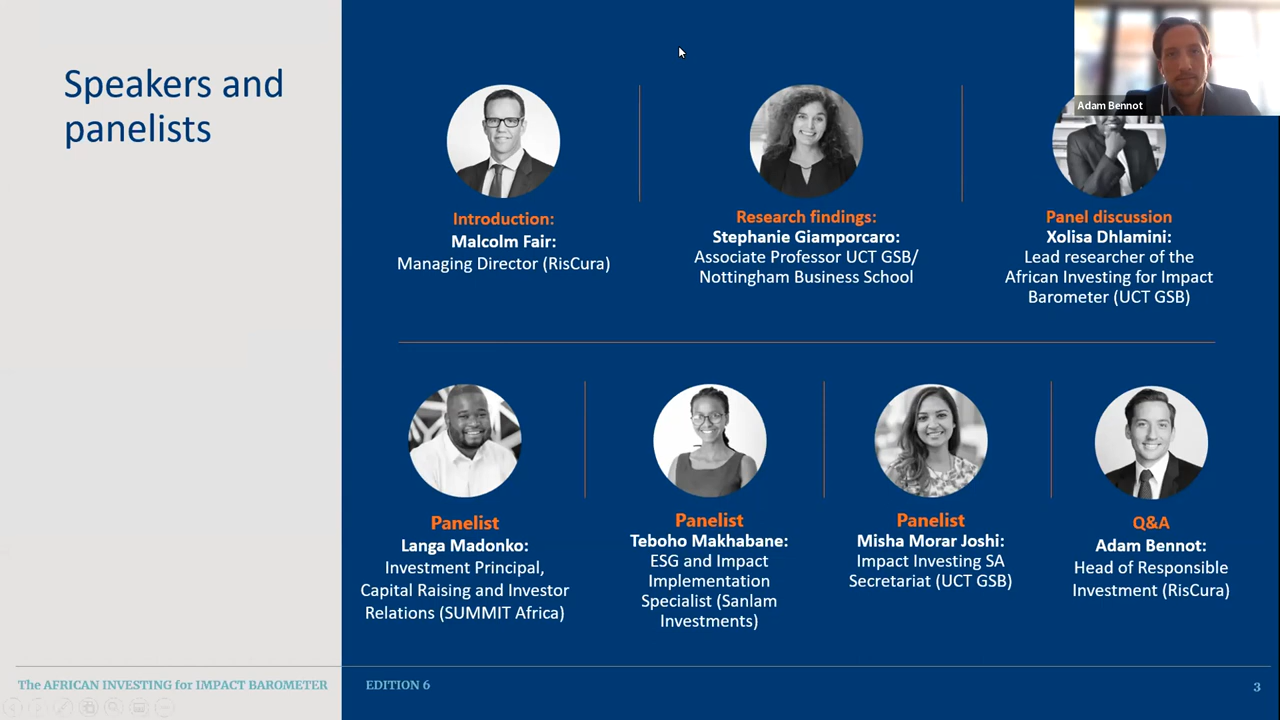 Speakers and
panelists
Adam Bennot
Introduction:
Malcolm Fair:
Managing Director (RisCura)
Research findings:
Stephanie Giamporcaro:
Associate Professor UCT GSB/
Nottingham Business School
Panel discussion
Xolisa Dhlamini:
Lead researcher of the
African Investing for Impact
Barometer (UCT GSB)
Panelist
Langa Madonko:
Investment Principal,
Capital Raising and Investor
Relations (SUMMIT Africa)
Panelist
Teboho Makhabane:
ESG and Impact
Implementation
Specialist (Sanlam
Investments)
Panelist
Misha Morar Joshi:
Impact Investing SA
Secretariat (UCT GSB)
Q&A
Adam Bennot:
Head of Responsible
Investment (RisCura)
The AFRICAN INVESTING for IMPACT BAROMETER
EDITION 6
3